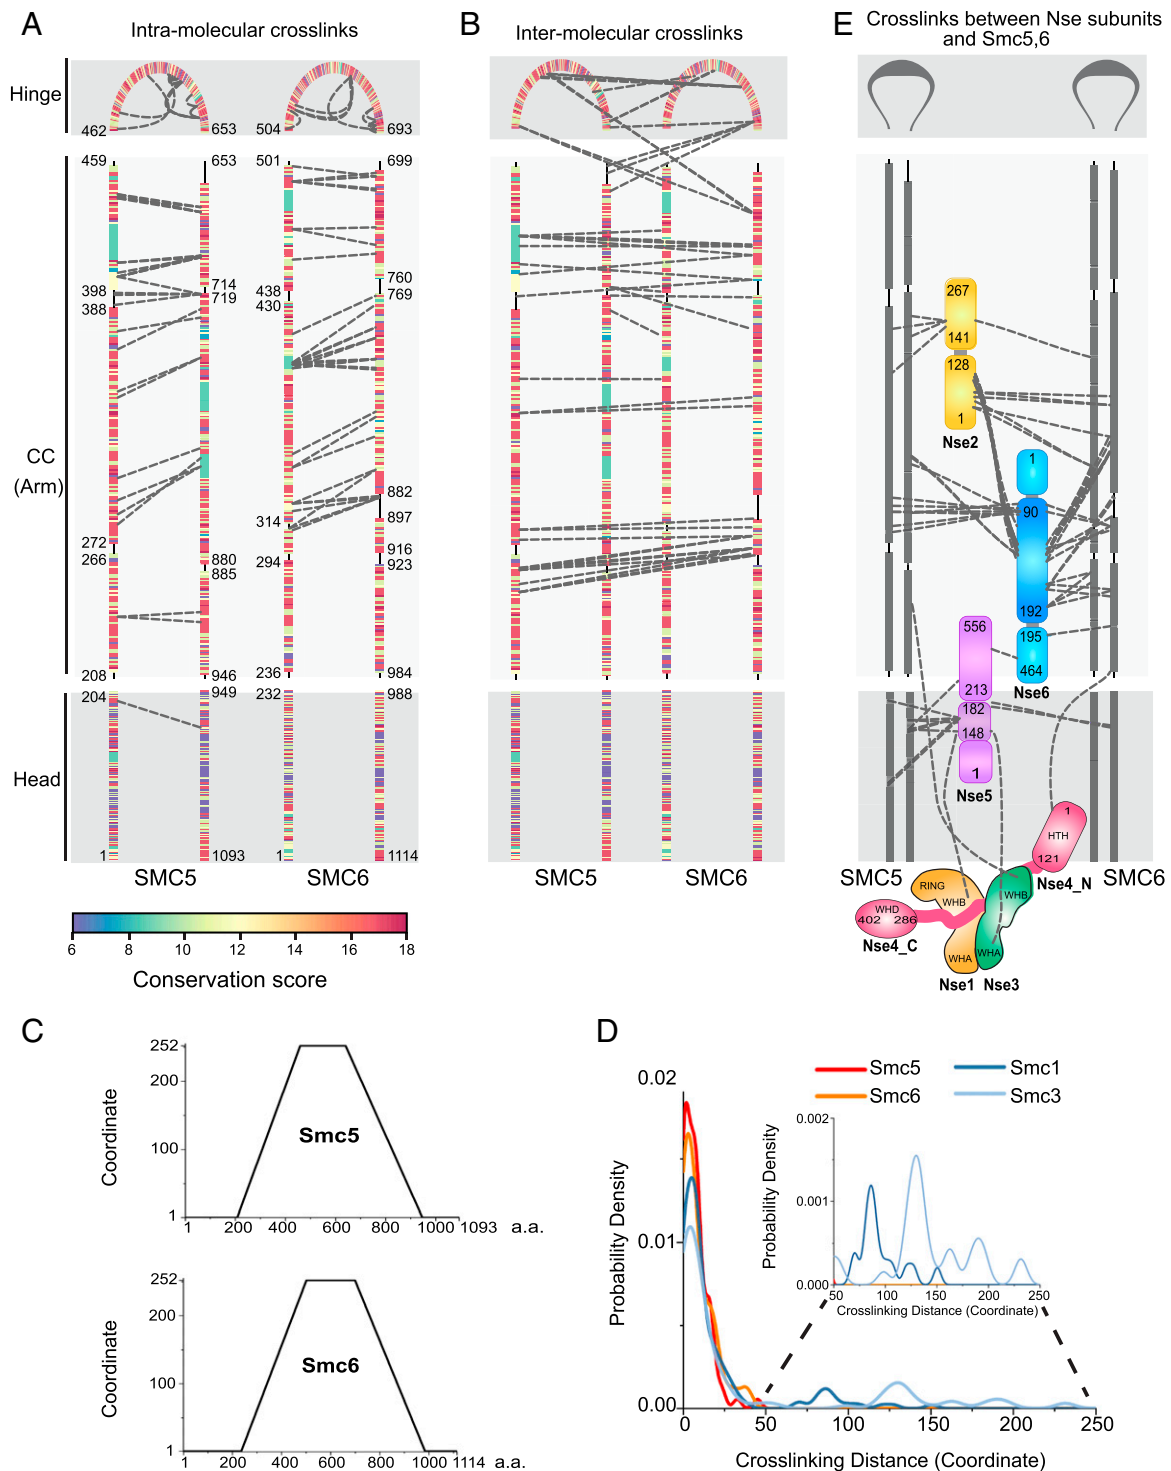 A
Intra-molecular crosslinks
Hinge
462
653
504
693
459
653
501
699
398
388
714
719
438
430
760
769
CC
(Arm)
272
266
880
885
314
294
882
897
916
923
208
204
946
949
236
232
984
988
Head
1
1093
1
1114
SMC5
SMC6
6
8
10
12
14
16
18
Conservation score
B
Inter-molecular crosslinks
SMC5
SMC6
E
Crosslinks between Nse subunits
and Smc5,6
267
141
128
1
Nse2
1
90
192
195
464
Nse6
556
213
182
148
1
Nse5
SMC5
SMC6
1
HTH
121
Nse4_N
RING
WHB
WHB
WHD
402
286
Nse4_C
WHA
WHA
Nse1
Nse3
C
Coordinate
252
200
100
1
Smc5
1
200
400
600
800
1000
1093
a.a.
Coordinate
252
200
100
1
Smc6
1
200
400
600
800
1000
1114
a.a.
D
Smc5
Smc1
Smc6
Smc3
Probability Density
0.02
0.01
0.00
0
50
100
150
200
250
Crosslinking Distance (Coordinate)
Probability Density
0.002
0.001
0.000
50
100
150
200
250
Crosslinking Distance (Coordinate)